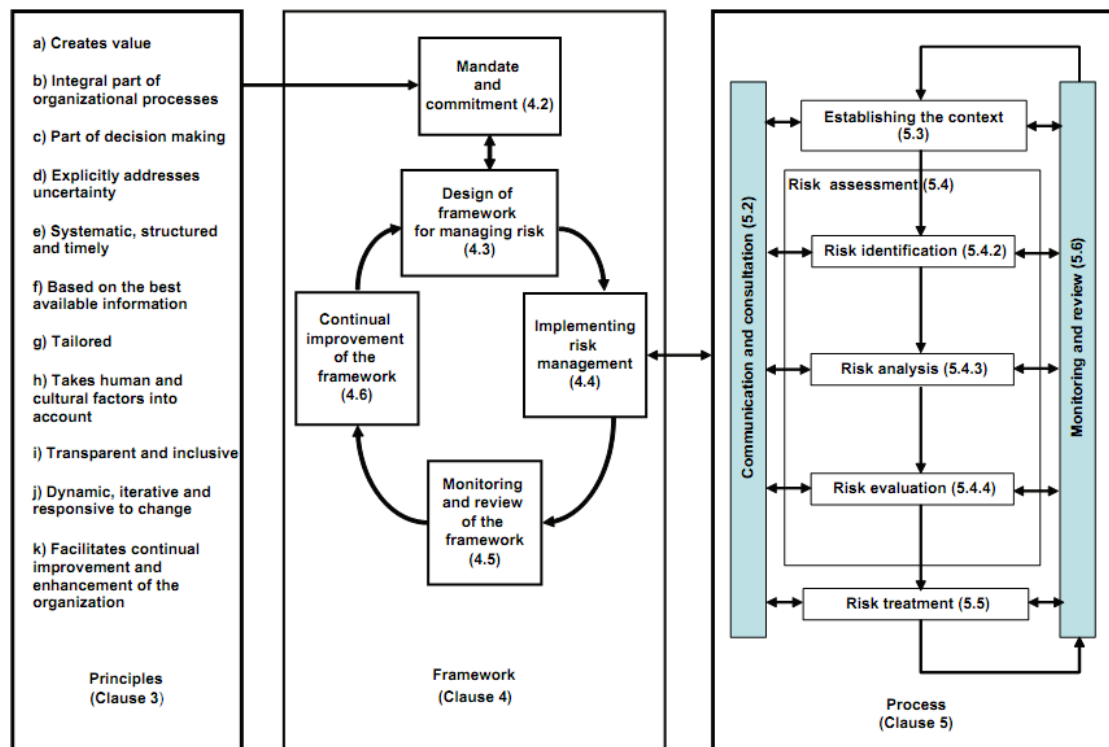 a) Creates value
b) Integral part of
organizational processes
c) Part of decision making
d) Explicitly addresses
uncertainty
e) Systematic, structured
and timely
f) Based on the best
available information
g) Tailored
h) Takes human and
cultural factors into
account
i) Transparent and inclusive
j) Dynamic, iterative and
responsive to change
k) Facilitates continual
improvement and
enhancement of the
organization
Principles
(Clause 3)
Mandate
and
commitment (4.2)
Design of
framework
for managing risk
(4.3)
Continual
improvement
of the
framework
(4.6)
Implementing
risk
management
(4.4)
Monitoring
and review
of the
framework
(4.5)
Framework
(Clause 4)
Communication and consultation (5.2)
Establishing the context
(5.3)
Risk assessment (5.4)
Risk identification (5.4.2)
Risk analysis (5.4.3)
Risk evaluation (5.4.4)
Risk treatment (5.5)
Monitoring and review (5.6)
Process
(Clause 5)